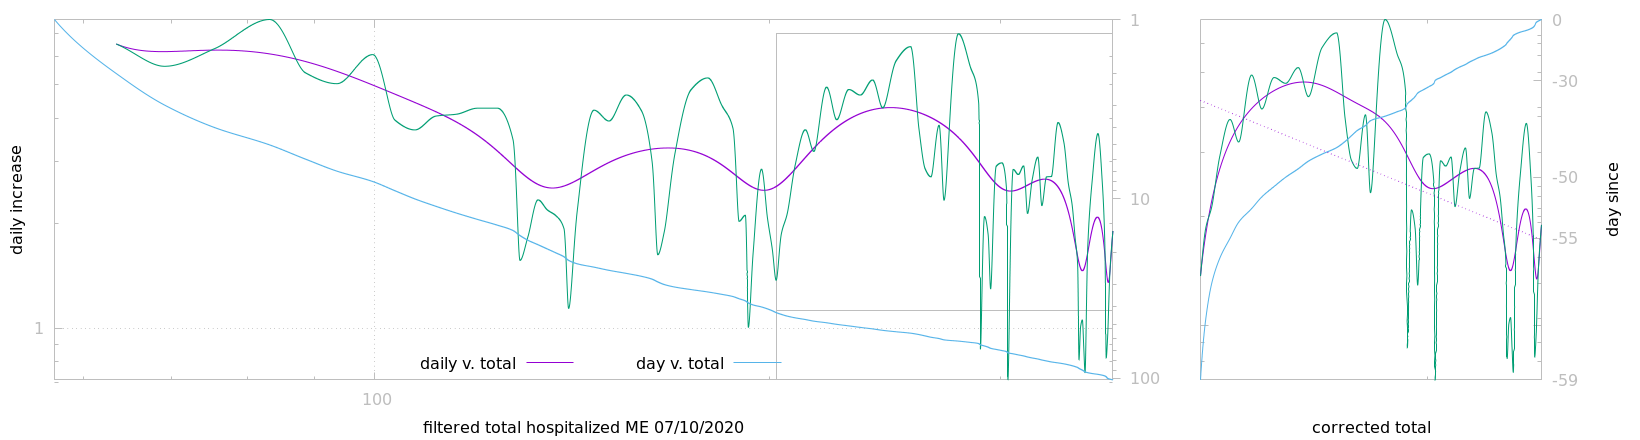 1
0
-30
daily increase
-50
day since
10
-55
1
daily v. total
day v. total
100
-59
100
filtered total hospitalized ME 07/10/2020
corrected total